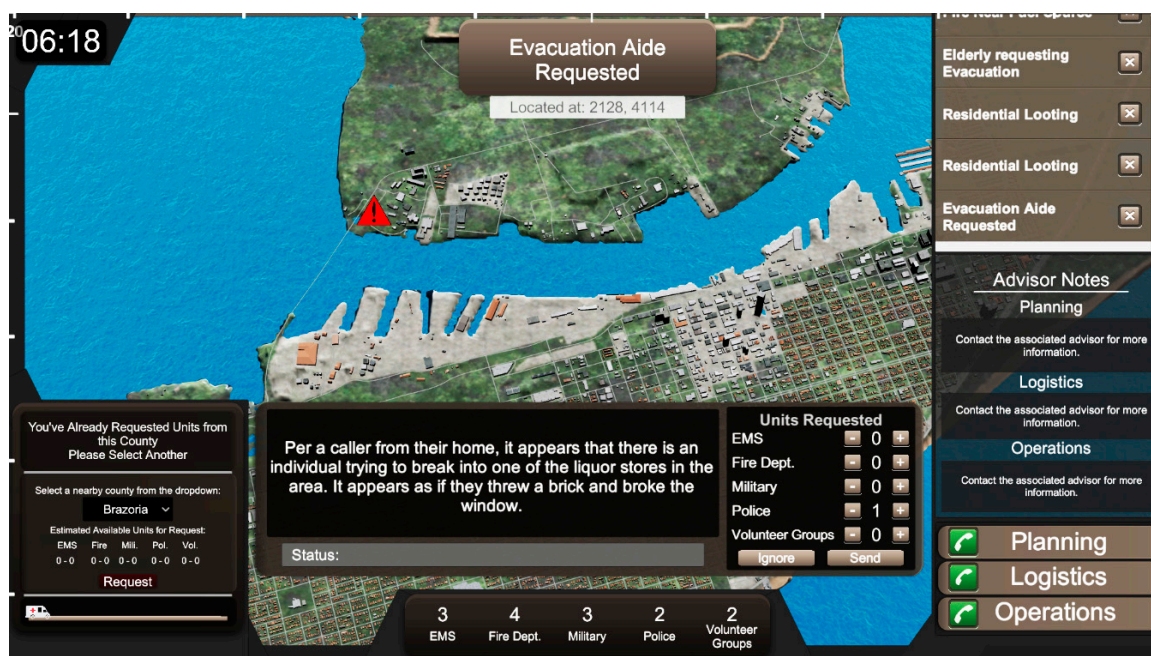 20
06:18
Evacuation Aide
Requested
Located at: 2128, 4114
Fire Near Fuel Spures
Elderly requesting
Evacuation
Residential Looting
Residential Looting
Evacuation Aide
Requested
Advisor Notes
Planning
Contact the associated advisor for more
information.
Logistics
Contact the associated advisor for more
information.
Operations
Contact the associated advisor for more
information.
Planning
Logistics
Operations
You've Already Requested Units from
this County
Please Select Another
Select a nearby county from the dropdown:
Brazoria
Estimated Available Units for Request:
EMS Fire Mili. Pol. Vol.
0 - 0 0 - 0 0 - 0 0 - 0 0 - 0
Request
Per a caller from their home, it appears that there is an
individual trying to break into one of the liquor stores in the
area. It appears as if they threw a brick and broke the
window.
Status:
Units Requested
EMS - 0 +
Fire Dept. - 0 +
Military - 0 +
Police - 1 +
Volunteer Groups - 0 +
Ignore Send
3 4 3 2 2
EMS Fire Dept. Military Police Volunteer
Groups